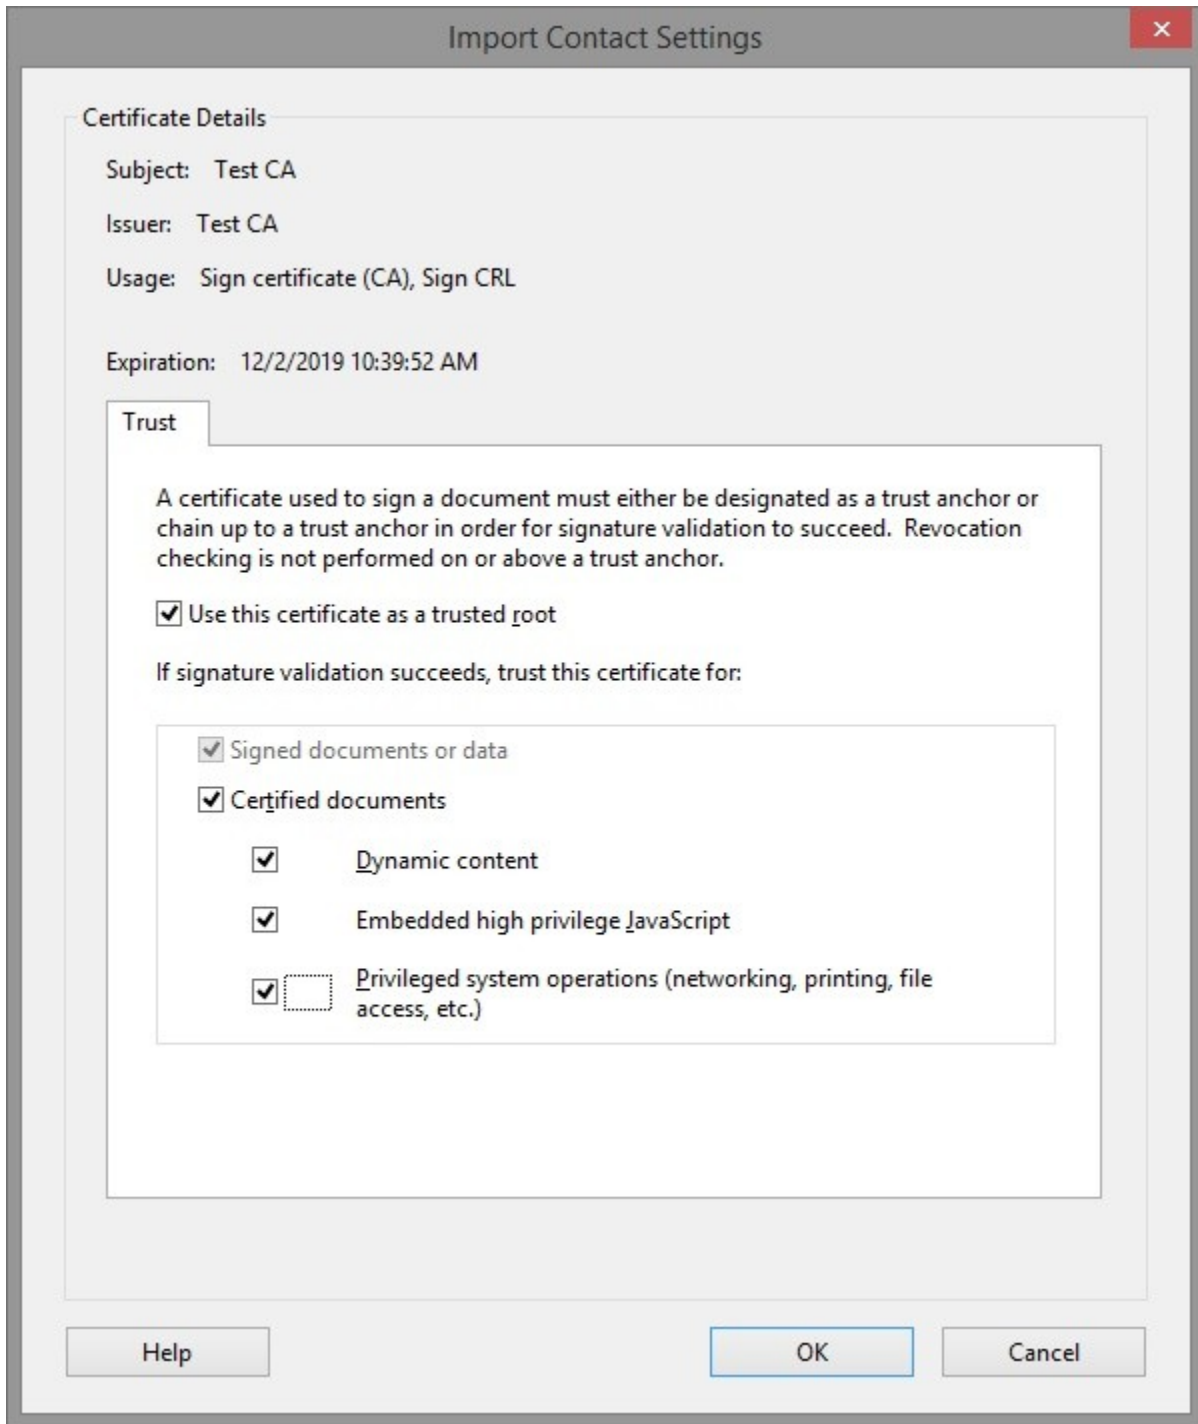 Import Contact Settings
Certificate Details
Subject: Test CA
Issuer: Test CA
Usage: Sign certificate (CA), Sign CRL
Expiration: 12/2/2019 10:39:52 AM
Trust
A certificate used to sign a document must either be designated as a trust anchor or
chain up to a trust anchor in order for signature validation to succeed.  Revocation
checking is not performed on or above a trust anchor.
Use this certificate as a trusted root
If signature validation succeeds, trust this certificate for:
Signed documents or data
Certified documents
Dynamic content
Embedded high privilege JavaScript
Privileged system operations (networking, printing, file
access, etc.)
Help OK Cancel